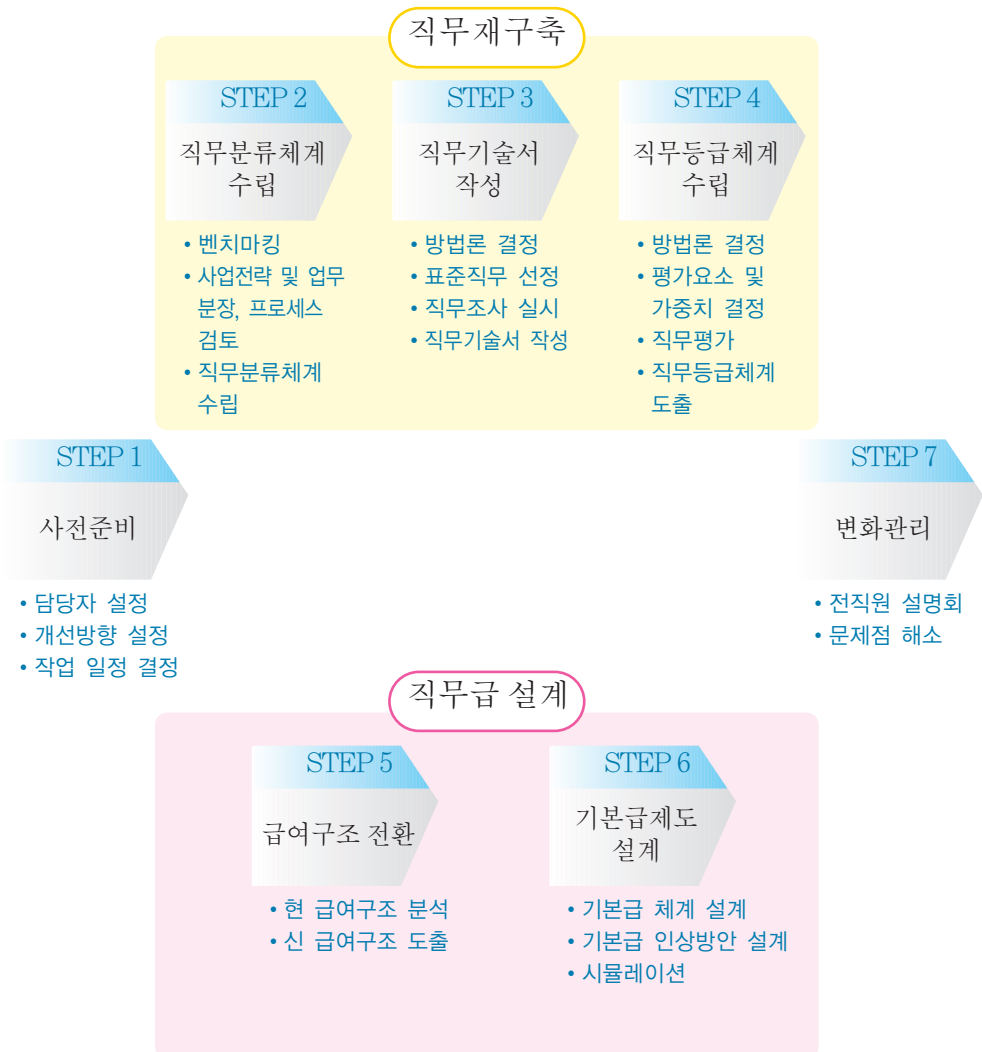 직무재구축
STEP 2
직무분류체계
수립
• 벤치마킹
• 사업전략 및 업무
분장, 프로세스
검토
• 직무분류체계
수립
STEP 3
직무기술서
작성
• 방법론 결정
• 표준직무 선정
• 직무조사 실시
• 직무기술서 작성
STEP 4
직무등급체계
수립
• 방법론 결정
• 평가요소 및
가중치 결정
• 직무평가
• 직무등급체계
도출
STEP 1
사전준비
• 담당자 설정
• 개선방향 설정
• 작업 일정 결정
STEP 7
변화관리
• 전직원 설명회
• 문제점 해소
직무급 설계
STEP 5
급여구조 전환
• 현 급여구조 분석
• 신 급여구조 도출
STEP 6
기본급제도
설계
• 기본급 체계 설계
• 기본급 인상방안 설계
• 시뮬레이션